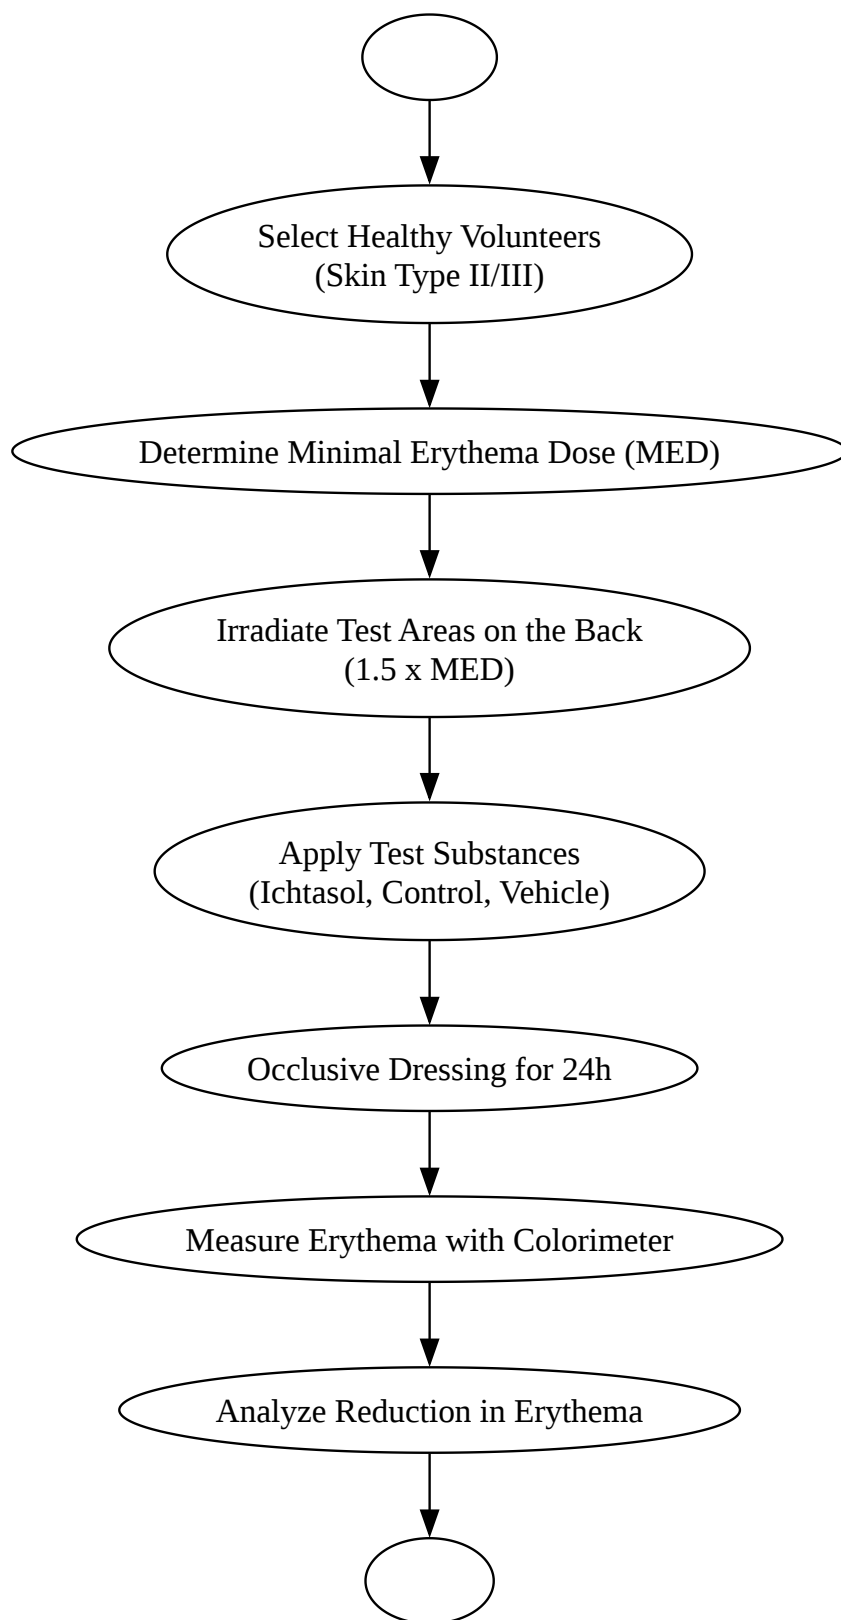 Select Healthy Volunteers
(Skin Type II/III)
Determine Minimal Erythema Dose (MED)
Irradiate Test Areas on the Back
(1.5 x MED)
Apply Test Substances
(Ichtasol, Control, Vehicle)
Occlusive Dressing for 24h
Measure Erythema with Colorimeter
Analyze Reduction in Erythema